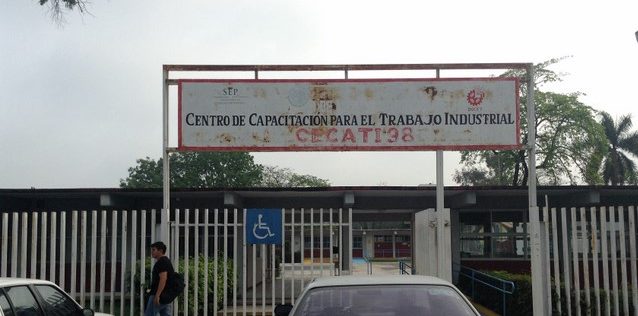 SEP
CENTRO DE CAPACITACIÓN PARA EL TRABAJO INDUSTRIAL
CECATI 98